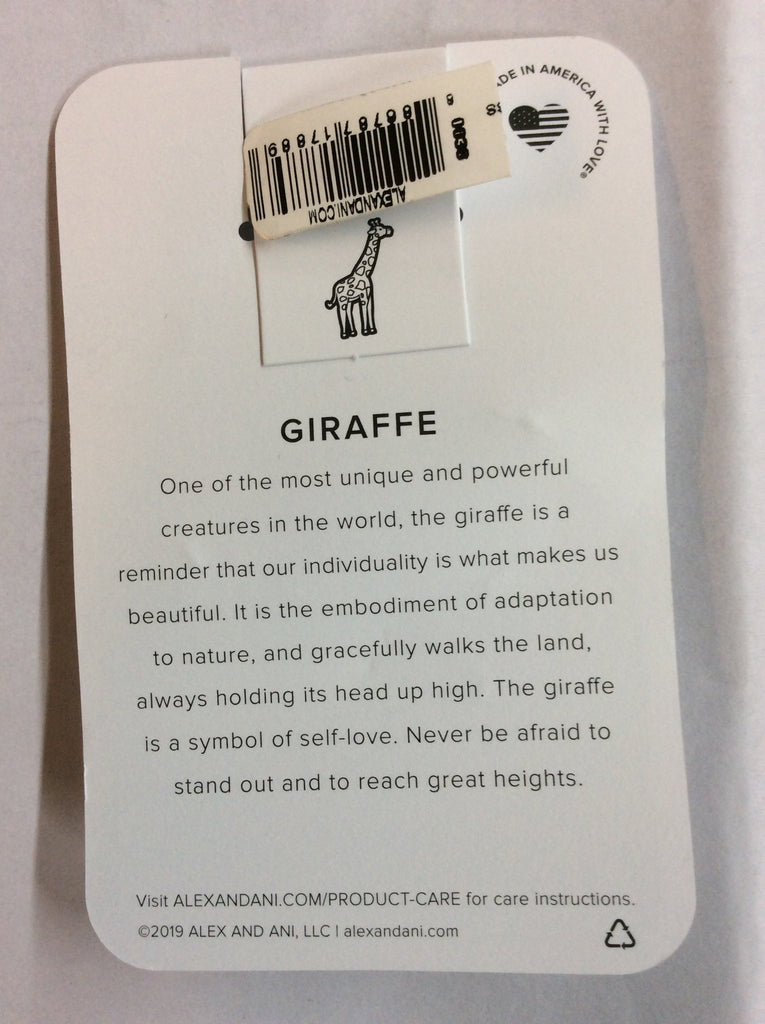 ALEXANDANI.COM
DE IN AMERICA WITH LOVE®
GIRAFFE
One of the most unique and powerful
creatures in the world, the giraffe is a
reminder that our individuality is what makes us
beautiful. It is the embodiment of adaptation
to nature, and gracefully walks the land,
always holding its head up high. The giraffe
is a symbol of self-love. Never be afraid to
stand out and to reach great heights.
Visit ALEXANDANI.COM/PRODUCT-CARE for care instructions.
©2019 ALEX AND ANI, LLC | alexandani.com